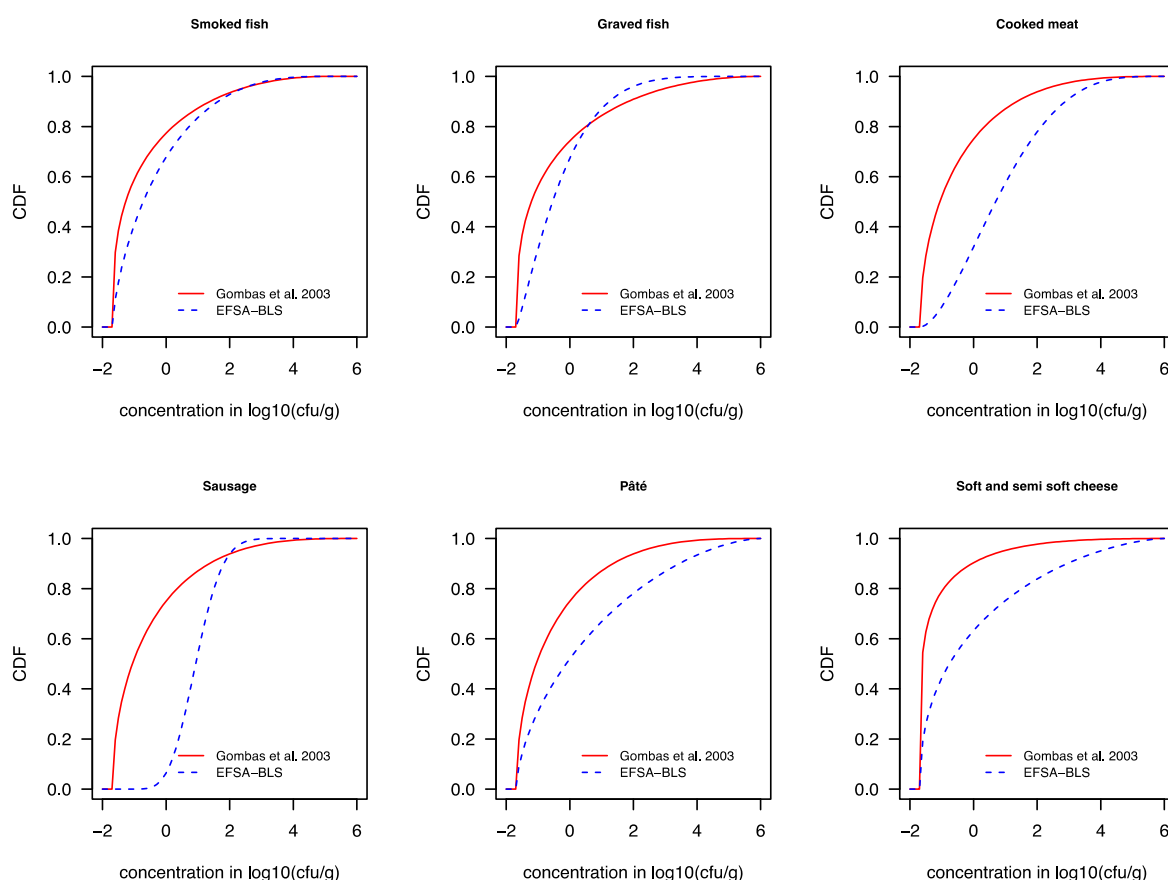 Smoked fish
CDF
1.0
0.8
0.6
0.4
0.2
0.0
Gombas et al. 2003
EFSA−BLS
−2 0 2 4 6
concentration in log10(cfu/g)
Graved fish
CDF
1.0
0.8
0.6
0.4
0.2
0.0
Gombas et al. 2003
EFSA−BLS
−2 0 2 4 6
concentration in log10(cfu/g)
Cooked meat
CDF
1.0
0.8
0.6
0.4
0.2
0.0
Gombas et al. 2003
EFSA−BLS
−2 0 2 4 6
concentration in log10(cfu/g)
Sausage
CDF
1.0
0.8
0.6
0.4
0.2
0.0
Gombas et al. 2003
EFSA−BLS
−2 0 2 4 6
concentration in log10(cfu/g)
Pâté
CDF
1.0
0.8
0.6
0.4
0.2
0.0
Gombas et al. 2003
EFSA−BLS
−2 0 2 4 6
concentration in log10(cfu/g)
Soft and semi soft cheese
CDF
1.0
0.8
0.6
0.4
0.2
0.0
Gombas et al. 2003
EFSA−BLS
−2 0 2 4 6
concentration in log10(cfu/g)